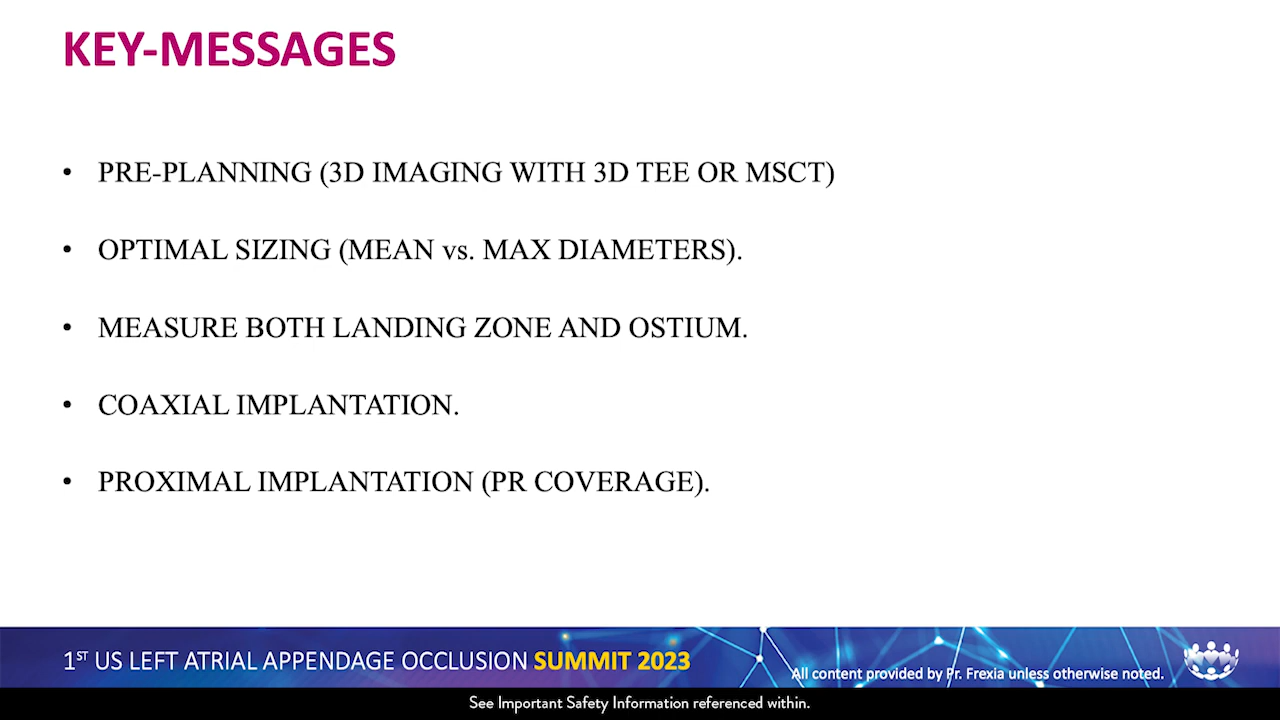 KEY-MESSAGES
• PRE-PLANNING (3D IMAGING WITH 3D TEE OR MSCT)
• OPTIMAL SIZING (MEAN vs. MAX DIAMETERS).
• MEASURE BOTH LANDING ZONE AND OSTIUM.
• COAXIAL IMPLANTATION.
• PROXIMAL IMPLANTATION (PR COVERAGE).
1ST US LEFT ATRIAL APPENDAGE OCCLUSION SUMMIT 2023
All content provided by Pr. Frexia unless otherwise noted.
See Important Safety Information referenced within.